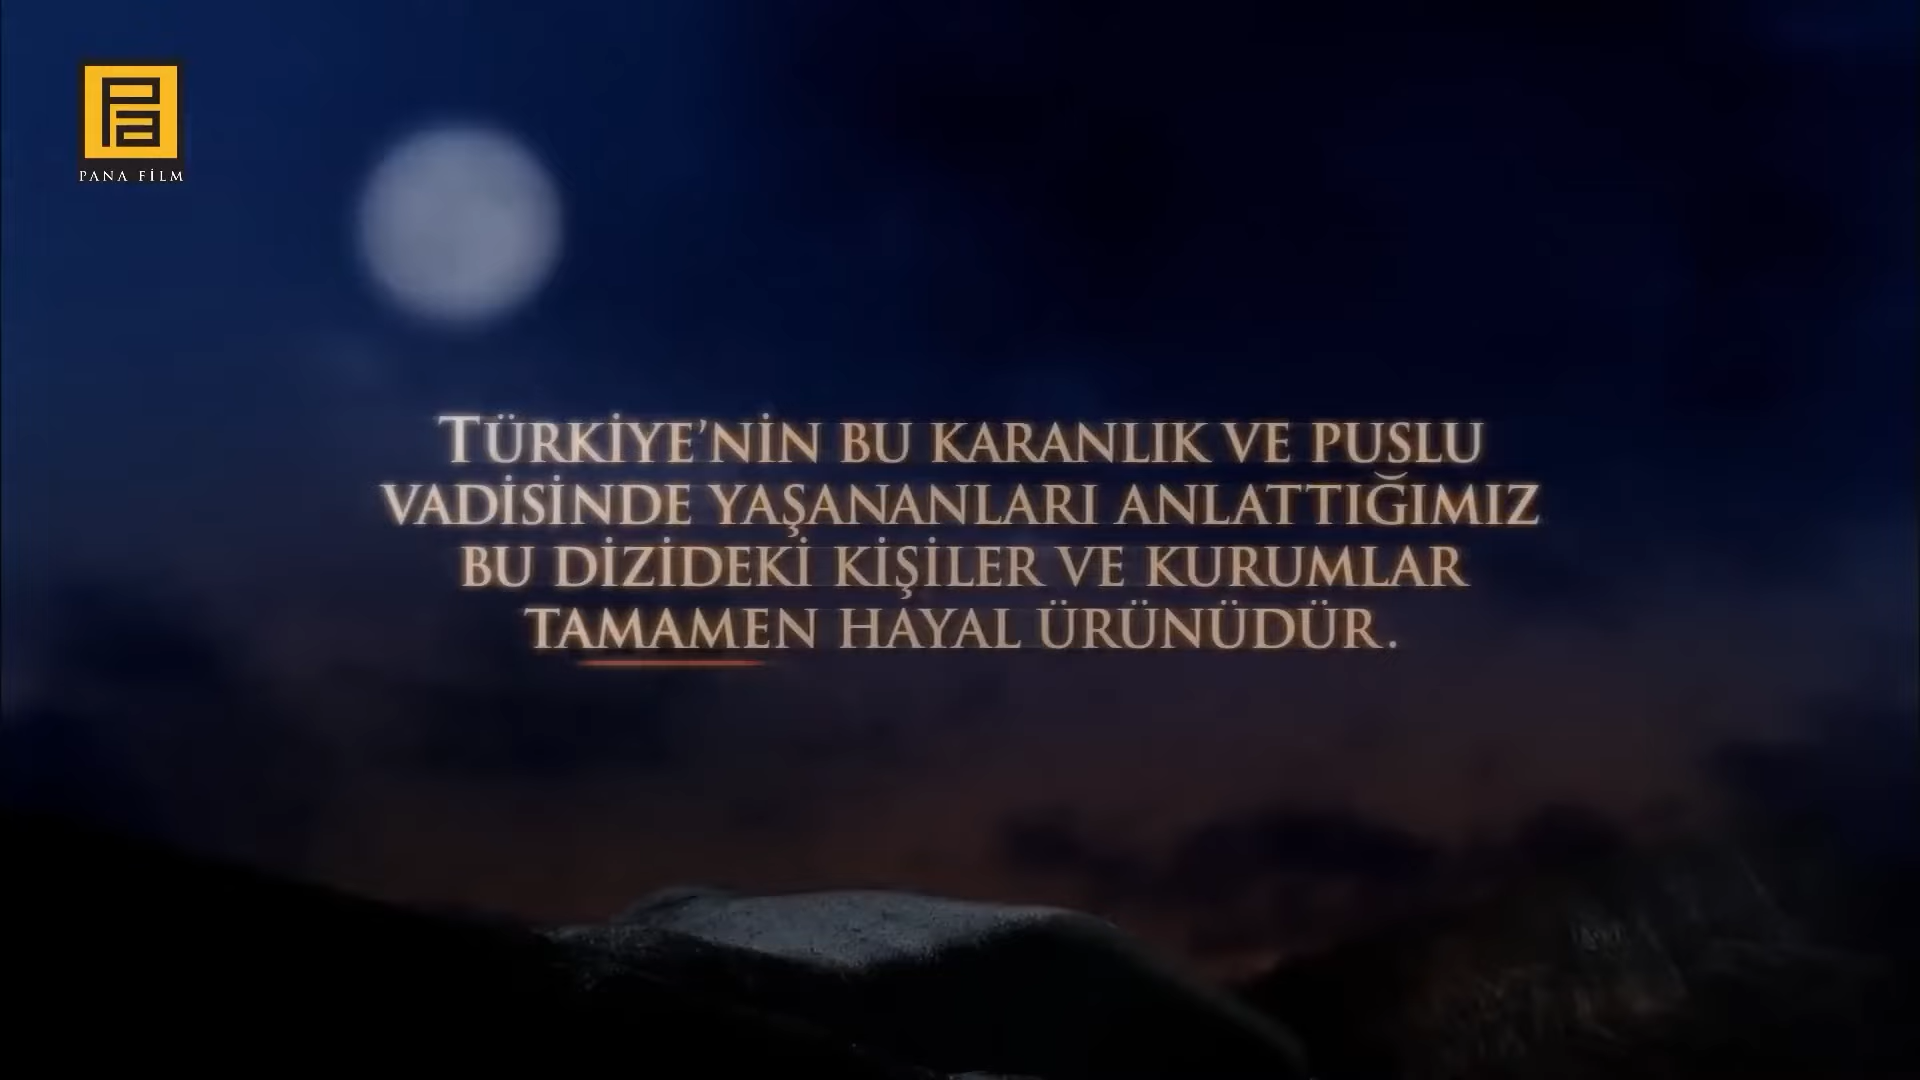 PANA FİLM
TÜRKİYE'NİN BU KARANLIK VE PUSLU
VADİSİNDE YAŞANANLARI ANLATTIĞIMIZ
BU DİZİDEKİ KİŞİLER VE KURUMLAR
TAMAMEN HAYAL ÜRÜNÜDÜR.